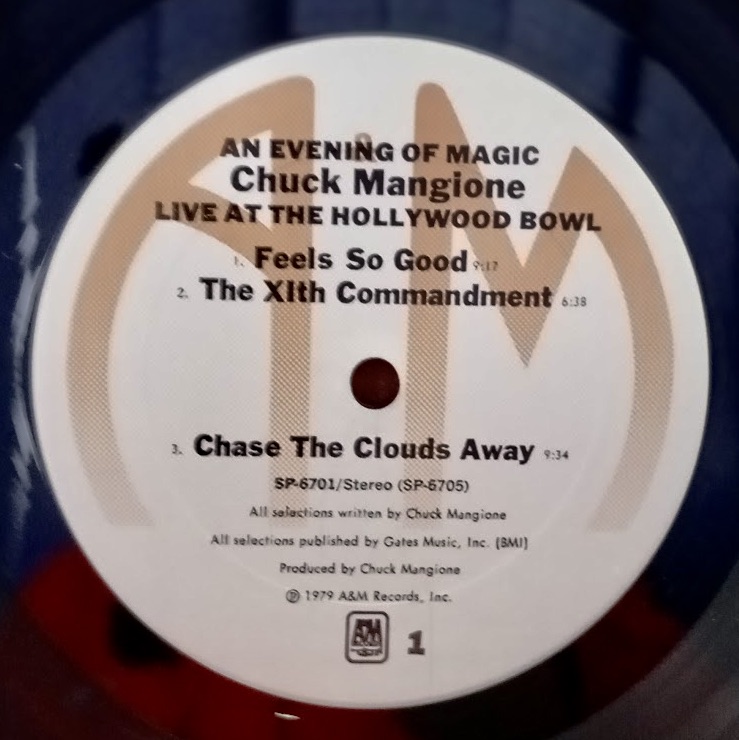 AN EVENING OF MAGIC
Chuck Mangione
LIVE AT THE HOLLYWOOD BOWL
1. Feels So Good 9:17
2. The XIth Commandment 6:38
3. Chase The Clouds Away 9:34
SP-6701/Stereo (SP-6705)
All selections written by Chuck Mangione
All selections published by Gates Music, Inc. (BMI)
Produced by Chuck Mangione
℗ 1979 A&M Records, Inc.
A&M
1